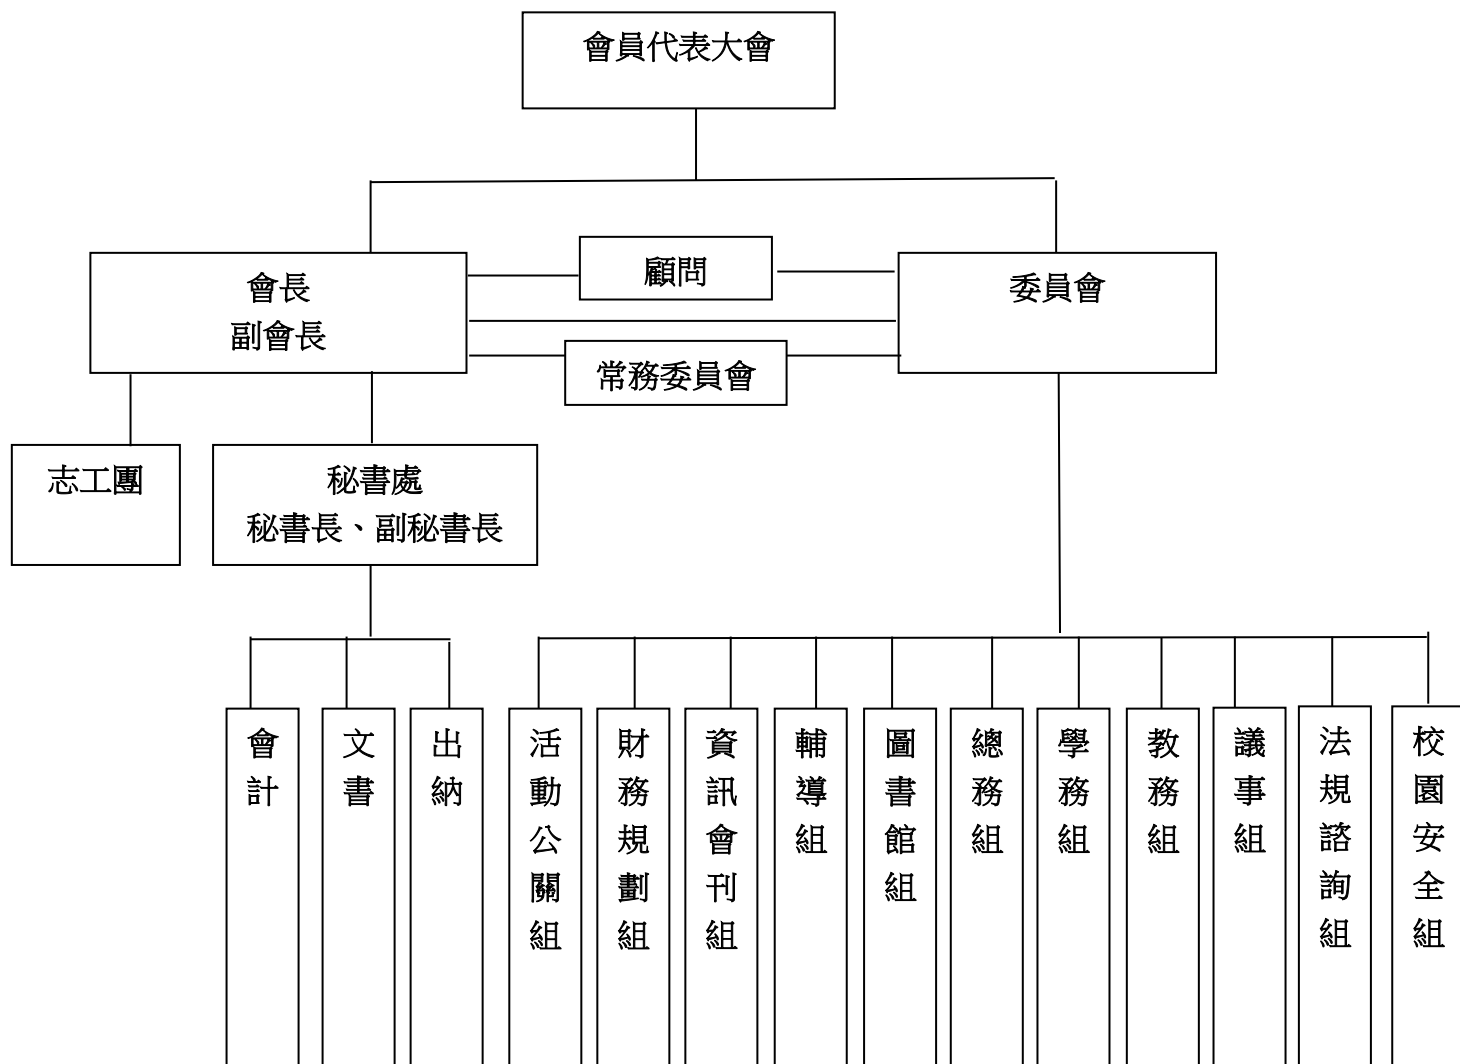 會員代表大會
顧問
會長
副會長
委員會
常務委員會
志工團
秘書處
秘書長、副秘書長
會計
文書
出納
活動公關組
財務規劃組
資訊會刊組
輔導組
圖書館組
總務組
學務組
教務組
議事組
法規諮詢組
校園安全組